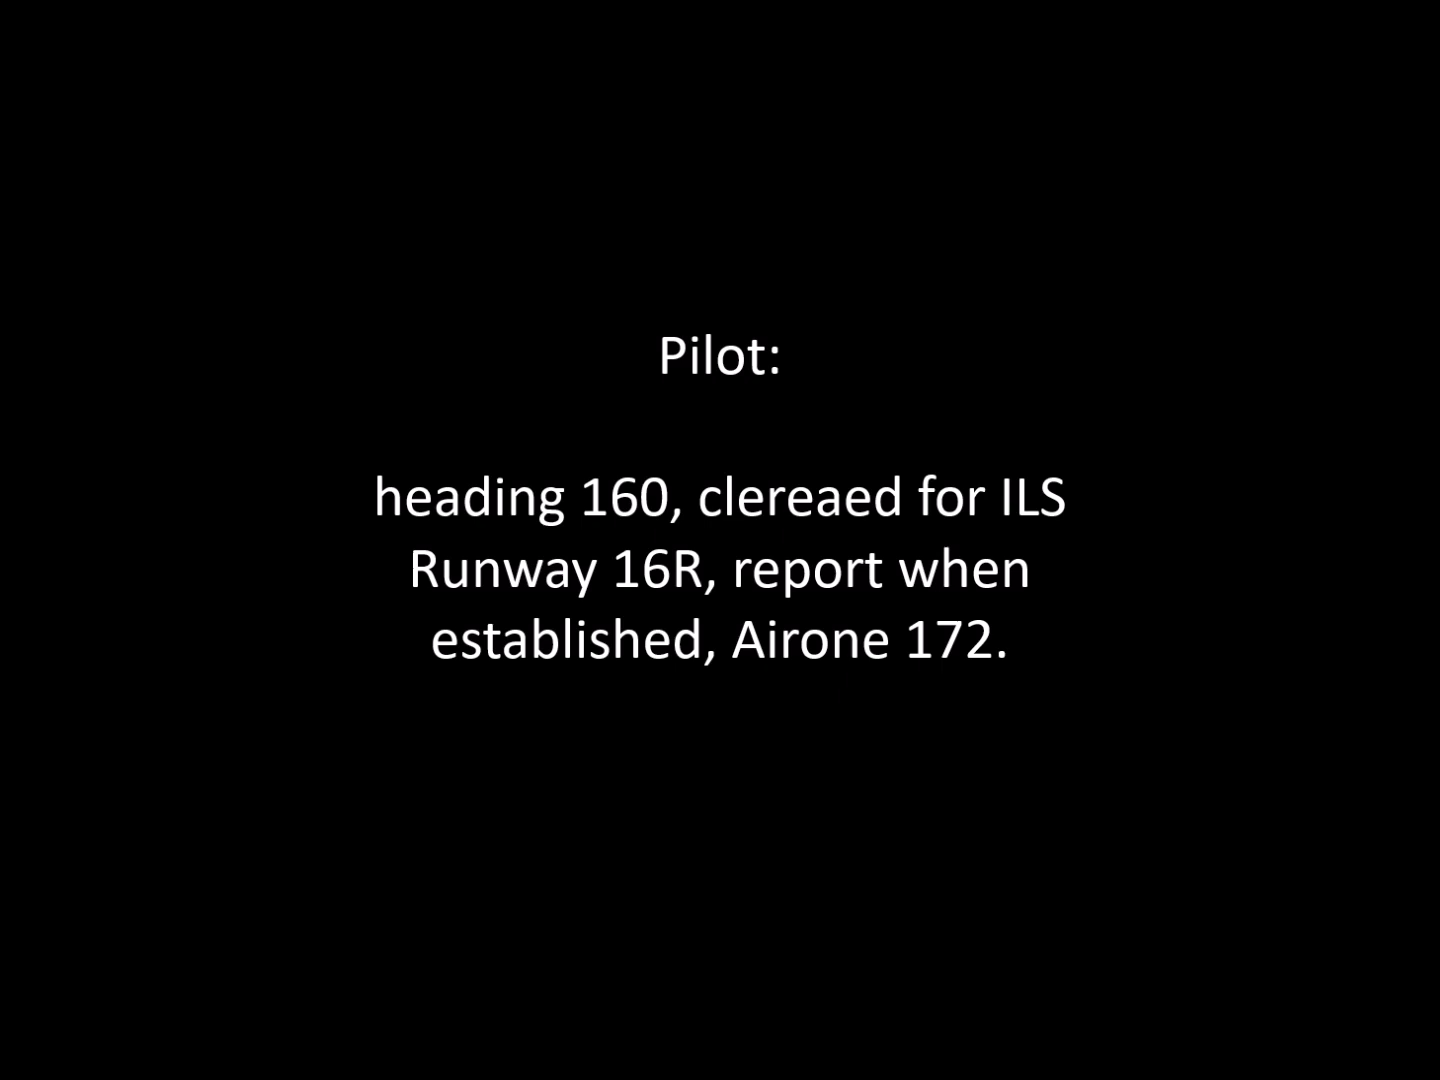 Pilot:
heading 160, clereaed for ILS
Runway 16R, report when
established, Airone 172.